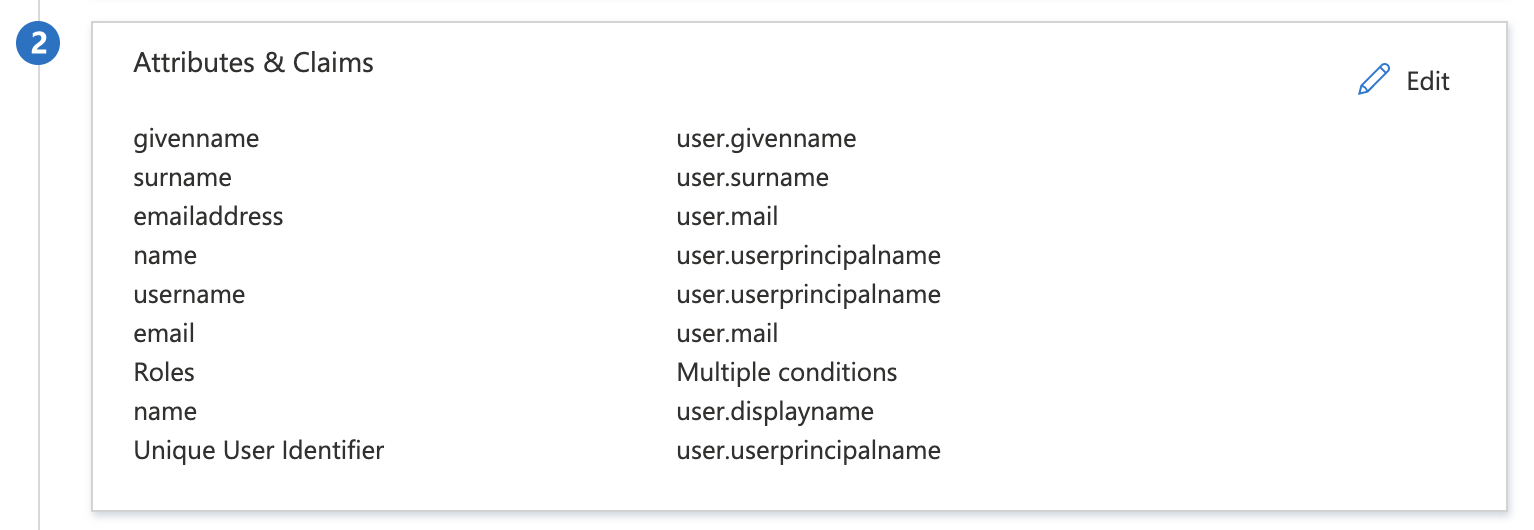 2
Attributes & Claims
Edit
givenname user.givenname
surname user.surname
emailaddress user.mail
name user.userprincipalname
username user.userprincipalname
email user.mail
Roles Multiple conditions
name user.displayname
Unique User Identifier user.userprincipalname